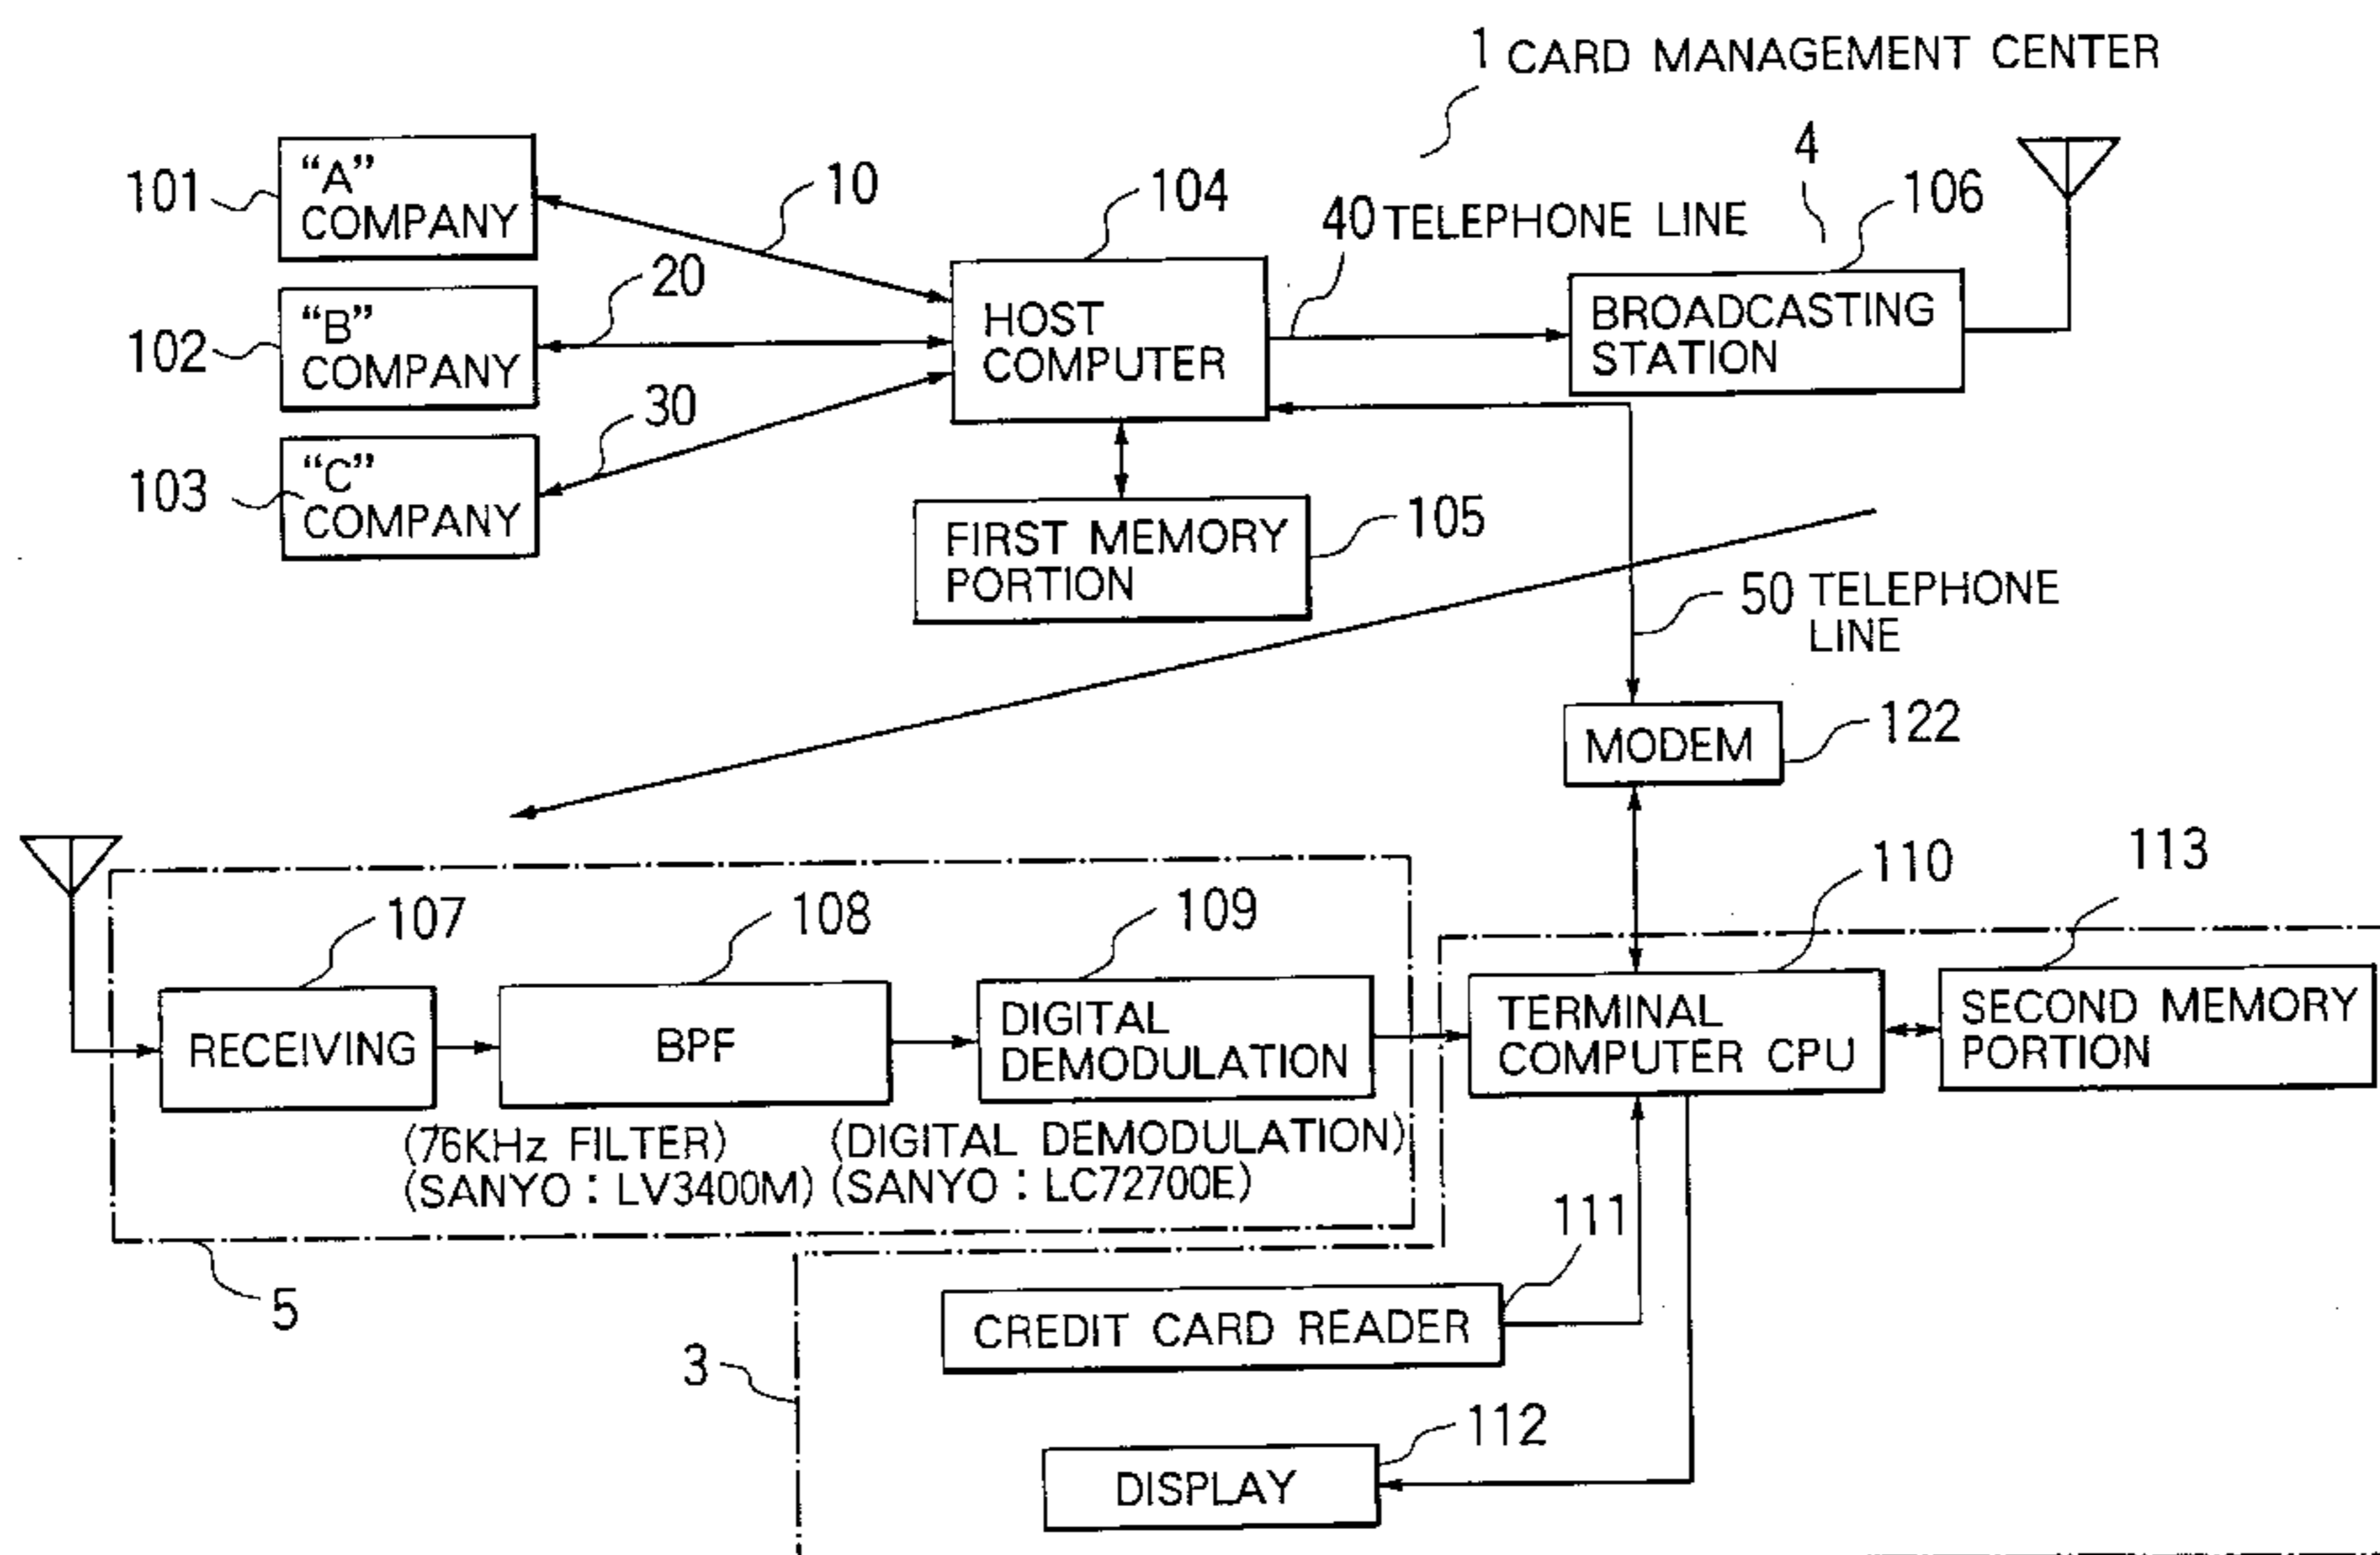 1 CARD MANAGEMENT CENTER
101
“A”
COMPANY
10
104
40 TELEPHONE LINE
4
106
102
“B”
COMPANY
20
HOST
COMPUTER
BROADCASTING
STATION
103
“C”
COMPANY
30
FIRST MEMORY
PORTION
105
50 TELEPHONE
LINE
MODEM
122
107
108
109
110
113
RECEIVING
BPF
DIGITAL
DEMODULATION
TERMINAL
COMPUTER CPU
SECOND MEMORY
PORTION
(76KHz FILTER)
(SANYO : LV3400M)
(DIGITAL DEMODULATION)
(SANYO : LC72700E)
5
111
CREDIT CARD READER
3
112
DISPLAY